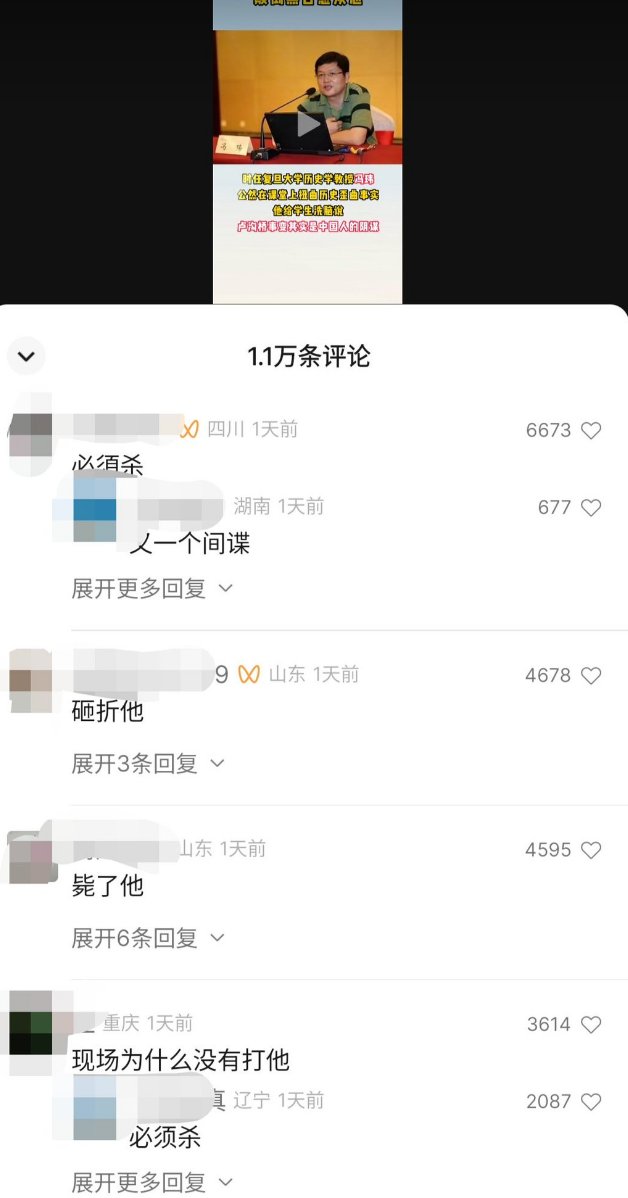 冯玮
时任复旦大学历史学教授冯玮
公然在课堂上扭曲历史歪曲事实
他给学生洗脑说
卢沟桥事变其实是中国人的阴谋
1.1万条评论
四川 1天前
6673
必须杀
湖南 1天前
677
又一个间谍
展开更多回复
9 山东 1天前
4678
砸折他
展开3条回复
山东 1天前
4595
毙了他
展开6条回复
重庆 1天前
3614
现场为什么没有打他
真 辽宁 1天前
2087
必须杀
展开更多回复